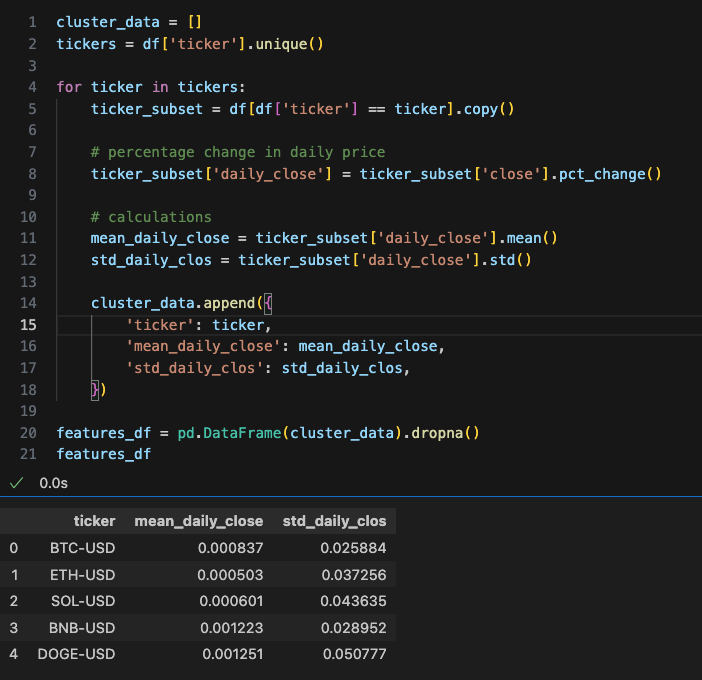 1 cluster_data = []
2 tickers = df['ticker'].unique()
3
4 for ticker in tickers:
5     ticker_subset = df[df['ticker'] == ticker].copy()
6
7     # percentage change in daily price
8     ticker_subset['daily_close'] = ticker_subset['close'].pct_change()
9
10     # calculations
11     mean_daily_close = ticker_subset['daily_close'].mean()
12     std_daily_clos = ticker_subset['daily_close'].std()
13
14     cluster_data.append({
15         'ticker': ticker,
16         'mean_daily_close': mean_daily_close,
17         'std_daily_clos': std_daily_clos,
18     })
19
20 features_df = pd.DataFrame(cluster_data).dropna()
21 features_df
0.0s
ticker mean_daily_close std_daily_clos
0 BTC-USD 0.000837 0.025884
1 ETH-USD 0.000503 0.037256
2 SOL-USD 0.000601 0.043635
3 BNB-USD 0.001223 0.028952
4 DOGE-USD 0.001251 0.050777